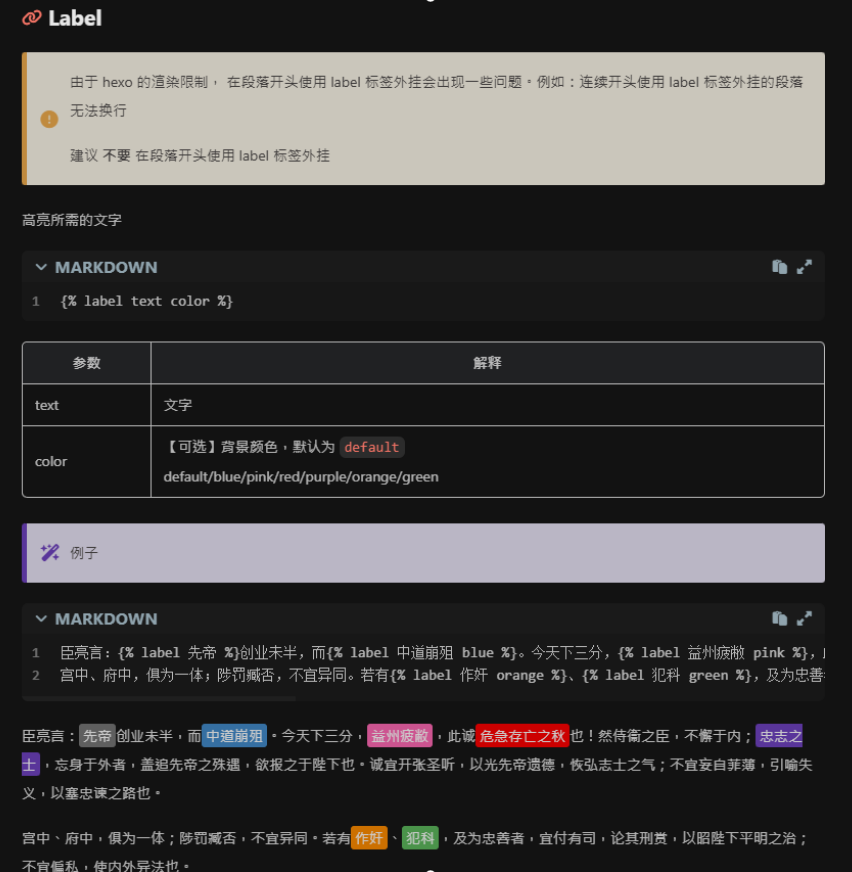 Label
由于 hexo 的渲染限制， 在段落开头使用 label 标签外挂会出现一些问题。例如：连续开头使用 label 标签外挂的段落
无法换行
建议 不要 在段落开头使用 label 标签外挂
高亮所需的文字
MARKDOWN
1 {% label text color %}
参数 解释
text 文字
color 【可选】背景颜色，默认为 default
default/blue/pink/red/purple/orange/green
例子
MARKDOWN
1 臣亮言：{% label 先帝 %}创业未半，而{% label 中道崩殂 blue %}。今天下三分，{% label 益州疲敝 pink %}，
2 宫中、府中，俱为一体；陟罚臧否，不宜异同。若有{% label 作奸 orange %}、{% label 犯科 green %}，及为忠善
臣亮言：先帝创业未半，而中道崩殂。今天下三分，益州疲敝，此诚危急存亡之秋也！然侍衞之臣，不懈于内；忠志之
士，忘身于外者，盖追先帝之殊遇，欲报之于陛下也。诚宜开张圣听，以光先帝遗德，恢弘志士之气；不宜妄自菲薄，引喻失
义，以塞忠谏之路也。
宫中、府中，俱为一体；陟罚臧否，不宜异同。若有作奸、犯科，及为忠善者，宜付有司，论其刑赏，以昭陛下平明之治；
不宜偏私，使内外异法也。